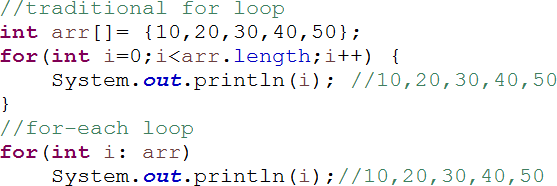 //traditional for loop
int arr[]= {10,20,30,40,50};
for(int i=0;i<arr.length;i++) {
    System.out.println(i); //10,20,30,40,50
}
//for-each loop
for(int i: arr)
    System.out.println(i);//10,20,30,40,50